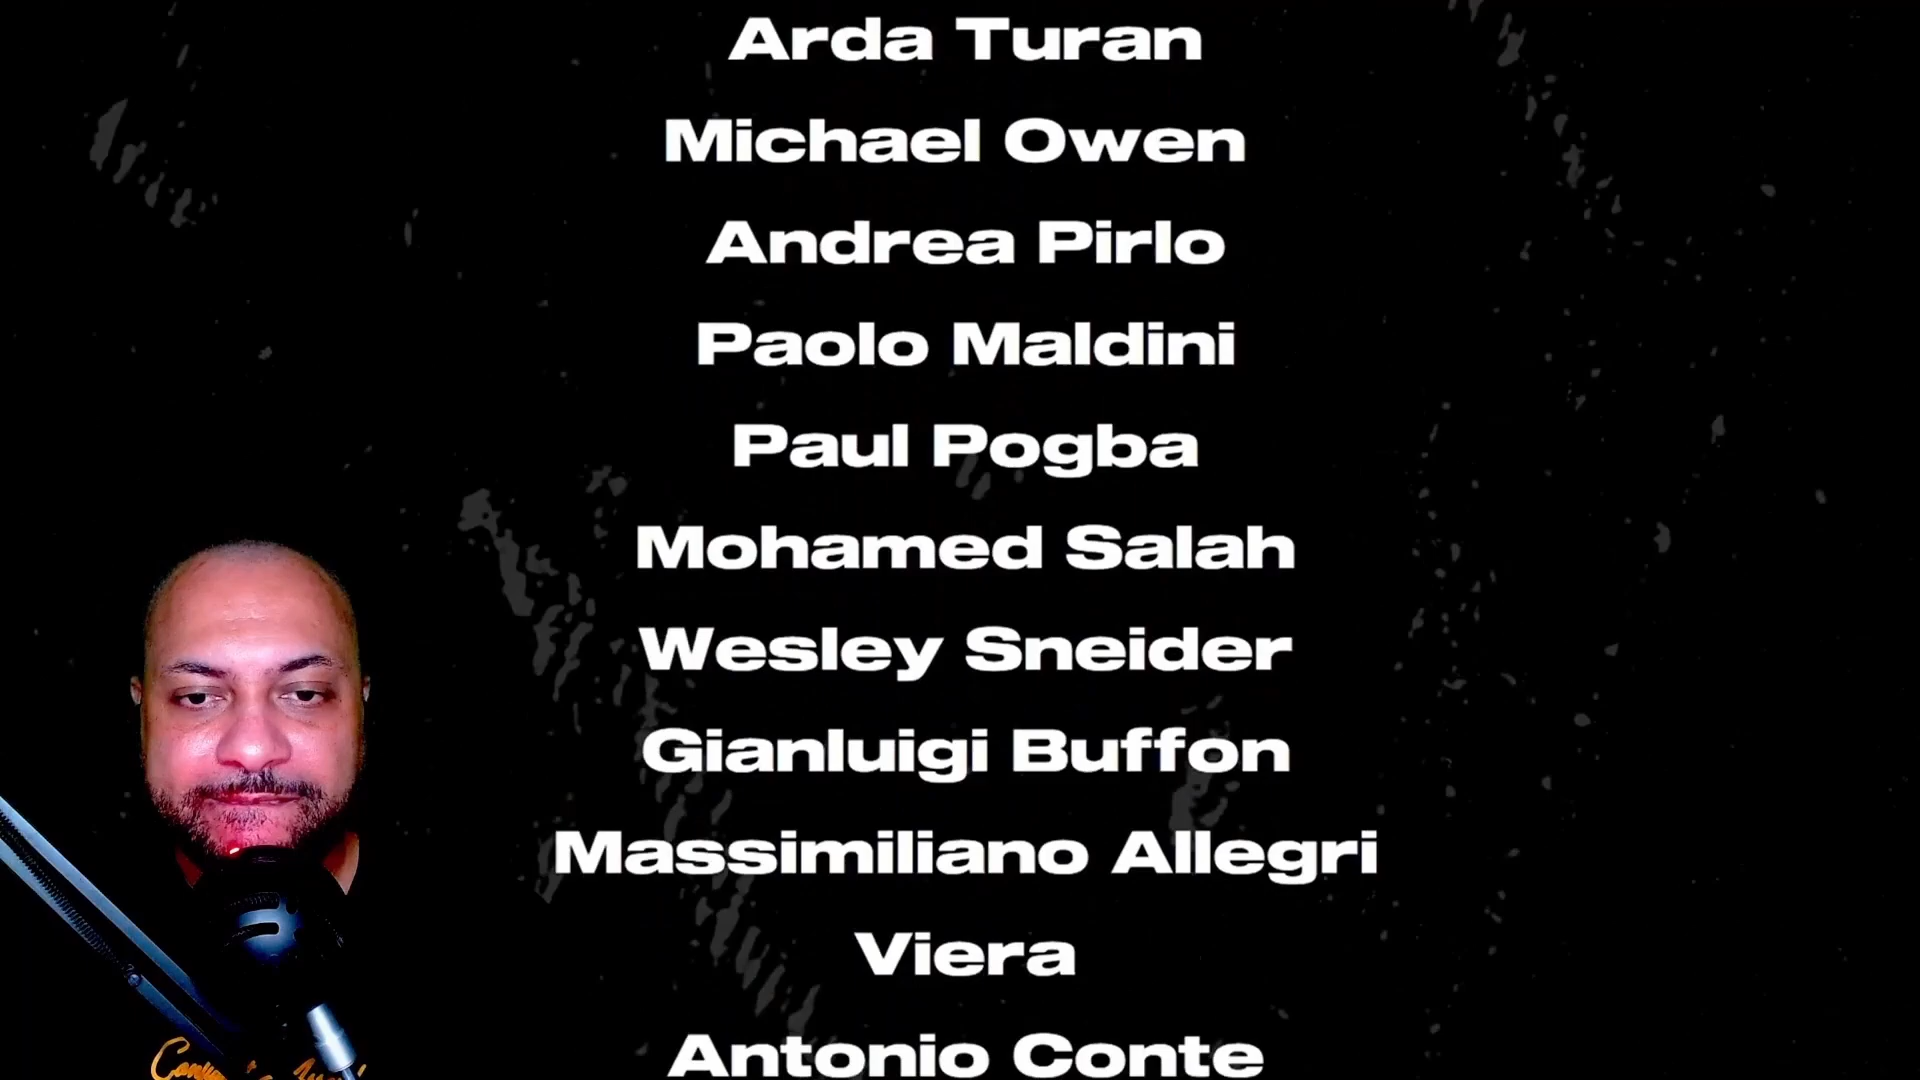 Arda Turan
Michael Owen
Andrea Pirlo
Paolo Maldini
Paul Pogba
Mohamed Salah
Wesley Sneider
Gianluigi Buffon
Massimiliano Allegri
Viera
Antonio Conte